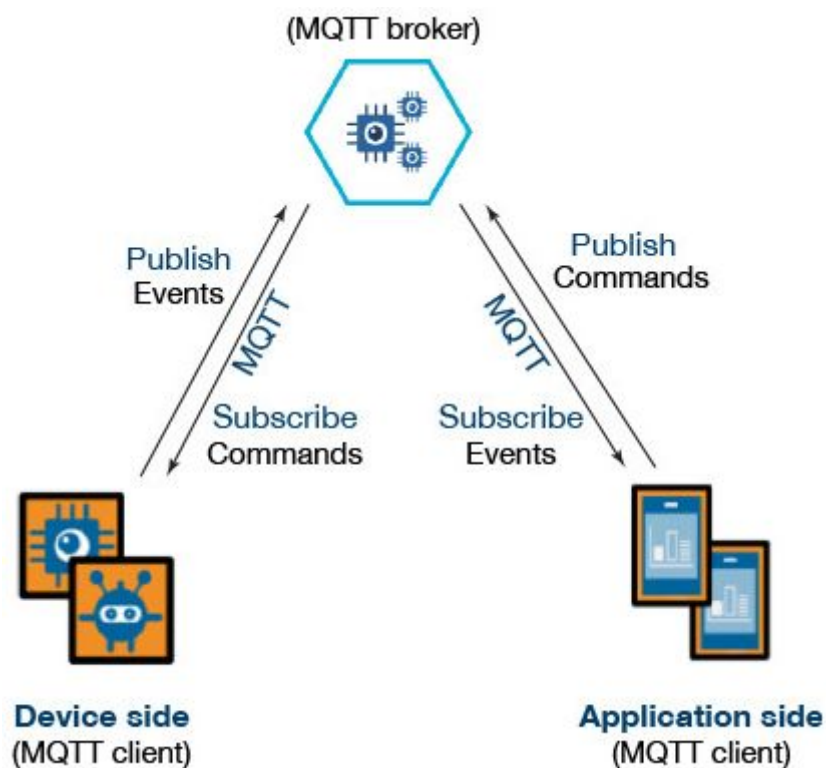 (MQTT broker)
Publish
Events
MQTT
Subscribe
Commands
Publish
Commands
MQTT
Subscribe
Events
Device side
(MQTT client)
Application side
(MQTT client)